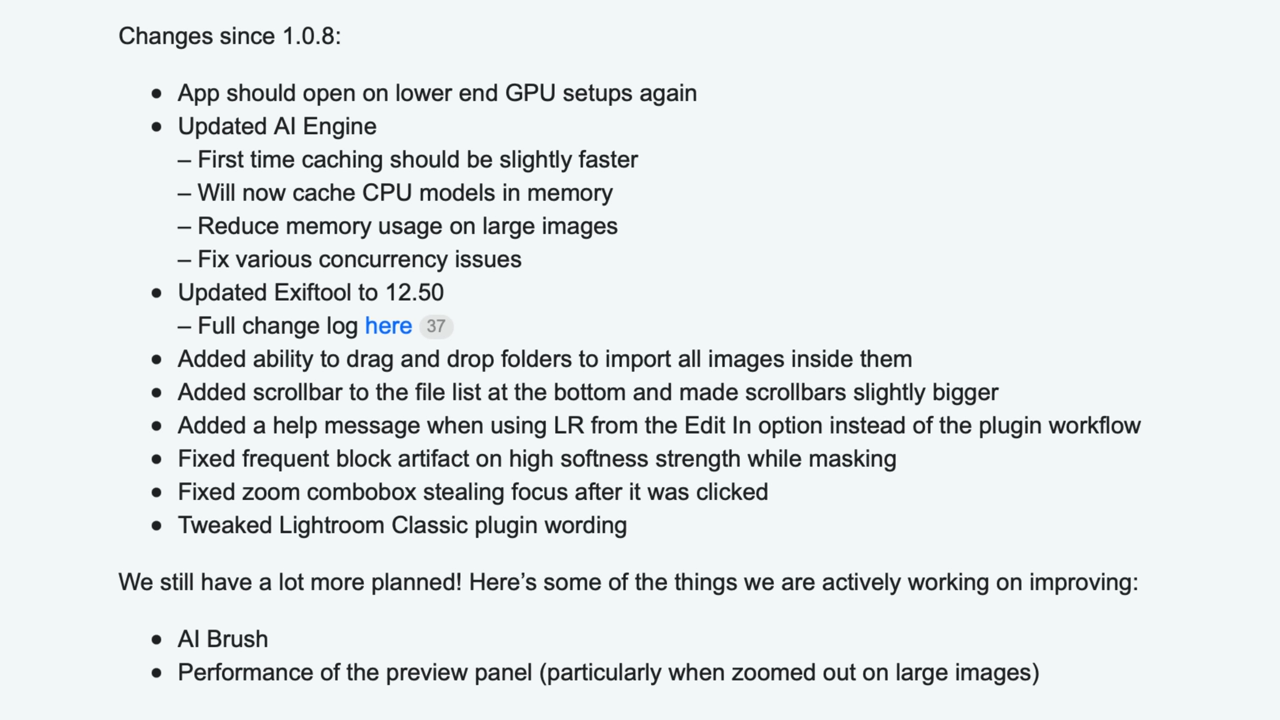 Changes since 1.0.8:
• App should open on lower end GPU setups again
• Updated AI Engine
– First time caching should be slightly faster
– Will now cache CPU models in memory
– Reduce memory usage on large images
– Fix various concurrency issues
• Updated Exiftool to 12.50
– Full change log here 37
• Added ability to drag and drop folders to import all images inside them
• Added scrollbar to the file list at the bottom and made scrollbars slightly bigger
• Added a help message when using LR from the Edit In option instead of the plugin workflow
• Fixed frequent block artifact on high softness strength while masking
• Fixed zoom combobox stealing focus after it was clicked
• Tweaked Lightroom Classic plugin wording
We still have a lot more planned! Here’s some of the things we are actively working on improving:
• AI Brush
• Performance of the preview panel (particularly when zoomed out on large images)